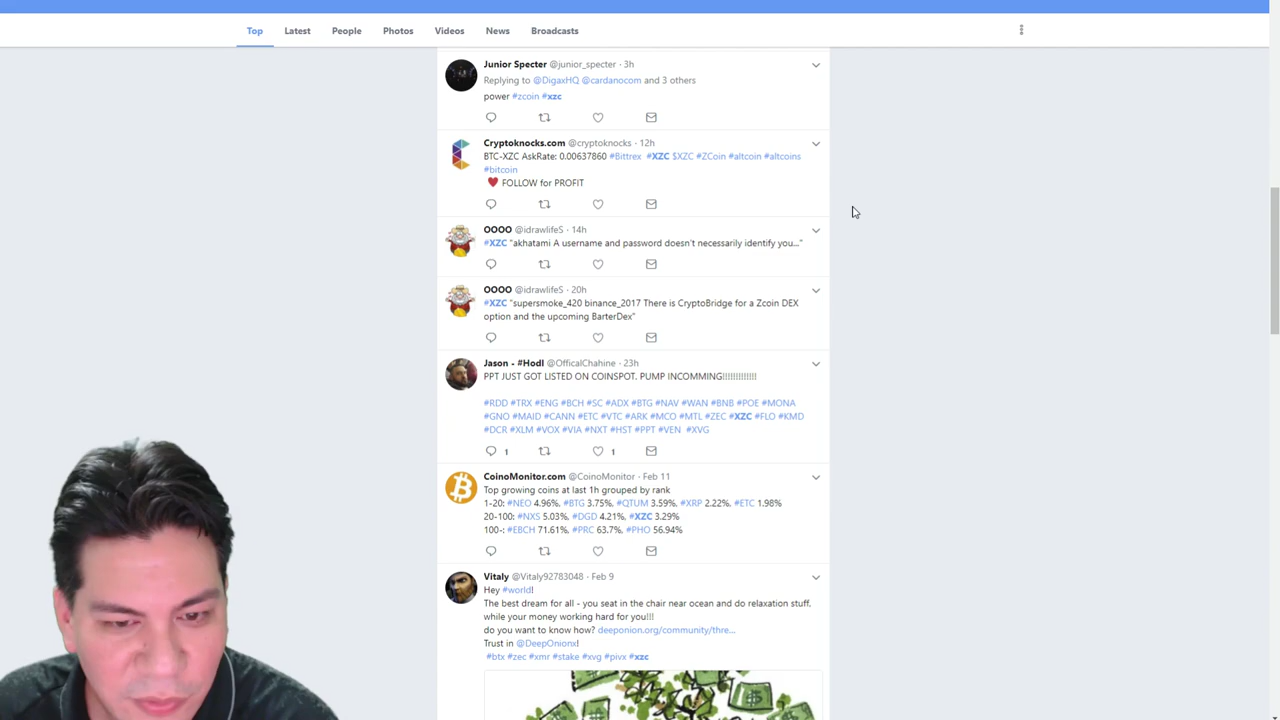 Top Latest People Photos Videos News Broadcasts
Junior Specter @junior_specter · 3h
Replying to @DigaxHQ @cardanocom and 3 others
power #zcoin #xzc
Cryptoknocks.com @cryptoknocks · 12h
BTC-XZC AskRate: 0.00637860 #Bittrex #XZC $XZC #ZCoin #altcoin #altcoins
#bitcoin
FOLLOW for PROFIT
OOOO @idrawlifeS · 14h
#XZC "akhatami A username and password doesn't necessarily identify you..."
OOOO @idrawlifeS · 20h
#XZC "supersmoke_420 binance_2017 There is CryptoBridge for a Zcoin DEX
option and the upcoming BarterDex"
Jason - #Hodl @OfficalChahine · 23h
PPT JUST GOT LISTED ON COINSPOT. PUMP INCOMMING!!!!!!!!!!!!!
#RDD #TRX #ENG #BCH #SC #ADX #BTG #NAV #WAN #BNB #POE #MONA
#GNO #MAID #CANN #ETC #VTC #ARK #MCO #MTL #ZEC #XZC #FLO #KMD
#DCR #XLM #VOX #VIA #NXT #HST #PPT #VEN #XVG
1 1
CoinoMonitor.com @CoinoMonitor · Feb 11
Top growing coins at last 1h grouped by rank
1-20: #NEO 4.96%, #BTG 3.75%, #QTUM 3.59%, #XRP 2.22%, #ETC 1.98%
20-100: #NXS 5.03%, #DGD 4.21%, #XZC 3.29%
100-: #EBCH 71.61%, #PRC 63.7%, #PHO 56.94%
Vitaly @Vitaly92783048 · Feb 9
Hey #world!
The best dream for all - you seat in the chair near ocean and do relaxation stuff.
while your money working hard for you!!!
do you want to know how? deeponion.org/community/thre...
Trust in @DeepOnionx!
#btx #zec #xmr #stake #xvg #pivx #xzc